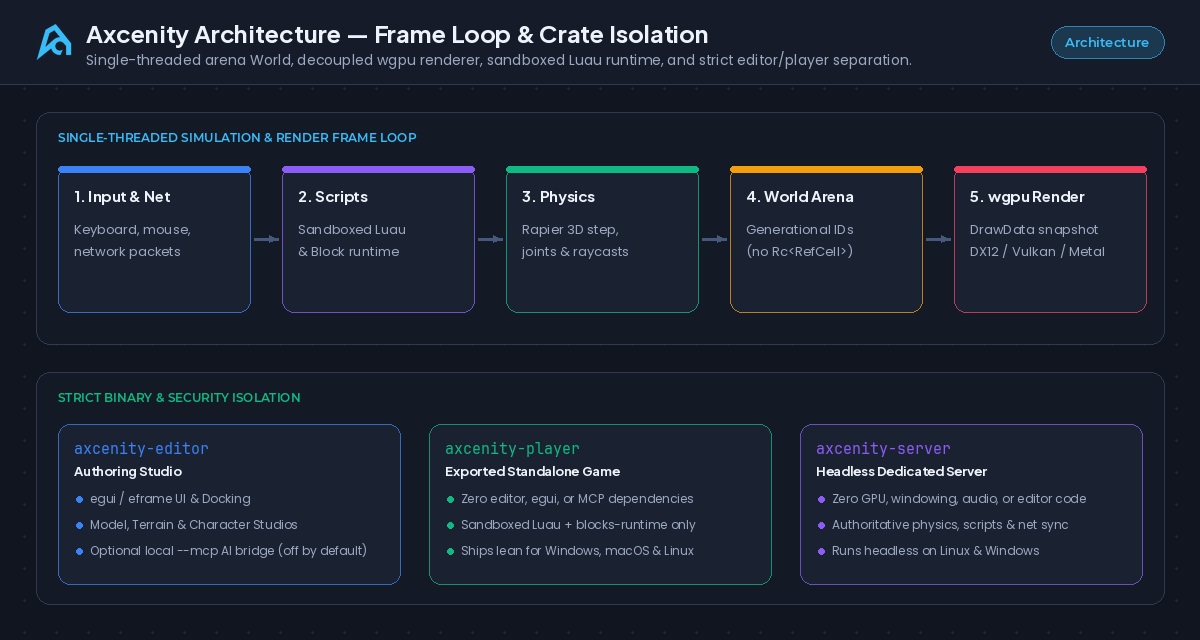 Axcenity Architecture — Frame Loop & Crate Isolation
Single-threaded arena World, decoupled wgpu renderer, sandboxed Luau runtime, and strict editor/player separation.
Architecture
SINGLE-THREADED SIMULATION & RENDER FRAME LOOP
1. Input & Net
Keyboard, mouse,
network packets
2. Scripts
Sandboxed Luau
& Block runtime
3. Physics
Rapier 3D step,
joints & raycasts
4. World Arena
Generational IDs
(no Rc<RefCell>)
5. wgpu Render
DrawData snapshot
DX12 / Vulkan / Metal
STRICT BINARY & SECURITY ISOLATION
axcenity-editor
Authoring Studio
egui / eframe UI & Docking
Model, Terrain & Character Studios
Optional local --mcp AI bridge (off by default)
axcenity-player
Exported Standalone Game
Zero editor, egui, or MCP dependencies
Sandboxed Luau + blocks-runtime only
Ships lean for Windows, macOS & Linux
axcenity-server
Headless Dedicated Server
Zero GPU, windowing, audio, or editor code
Authoritative physics, scripts & net sync
Runs headless on Linux & Windows